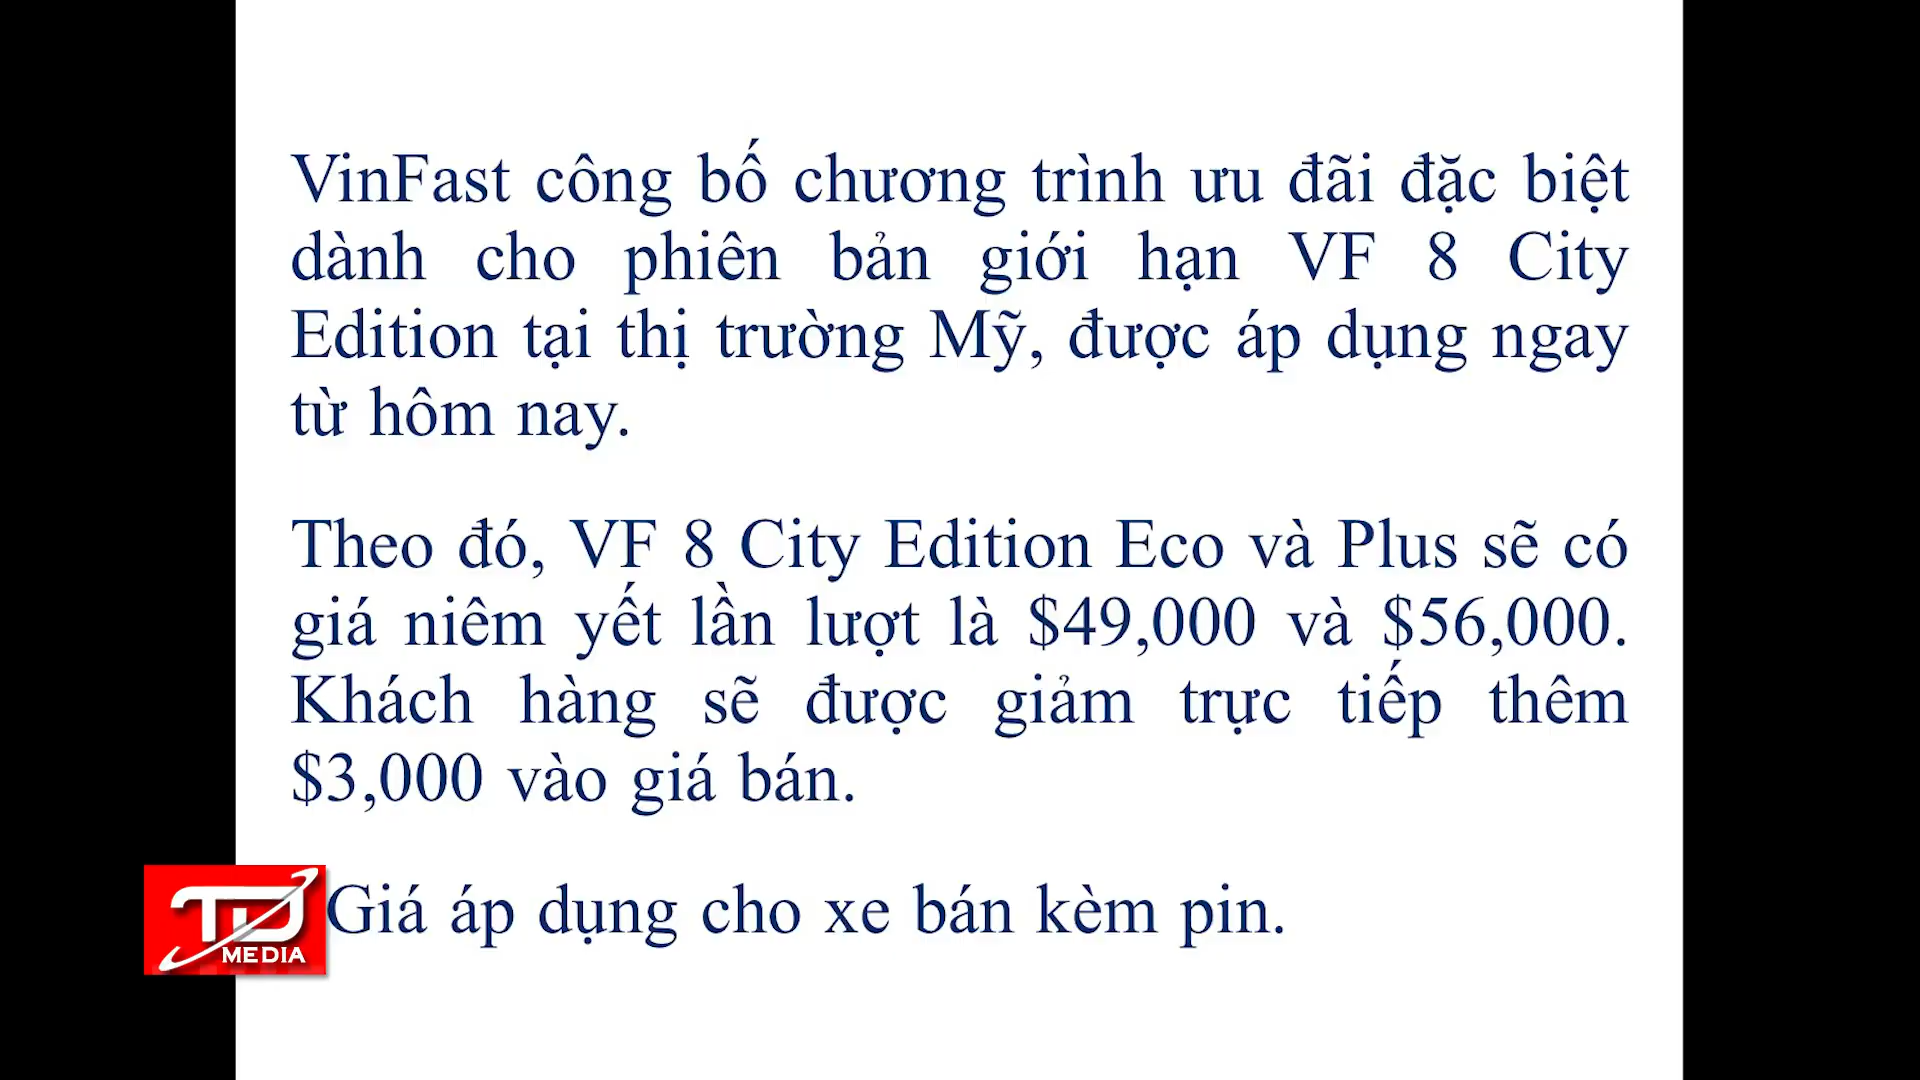 VinFast công bố chương trình ưu đãi đặc biệt
dành cho phiên bản giới hạn VF 8 City
Edition tại thị trường Mỹ, được áp dụng ngay
từ hôm nay.
Theo đó, VF 8 City Edition Eco và Plus sẽ có
giá niêm yết lần lượt là $49,000 và $56,000.
Khách hàng sẽ được giảm trực tiếp thêm
$3,000 vào giá bán.
Giá áp dụng cho xe bán kèm pin.
TD
MEDIA